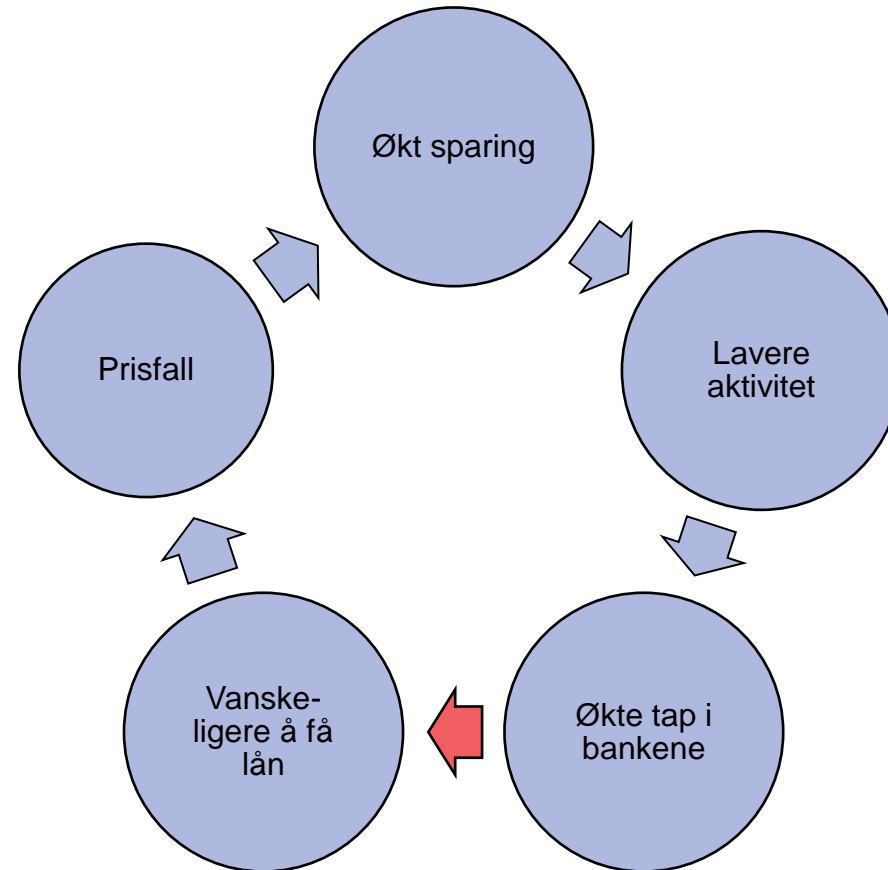 Økt sparing
Lavere
aktivitet
Økte tap i
bankene
Vanske-
ligere å få
lån
Prisfall